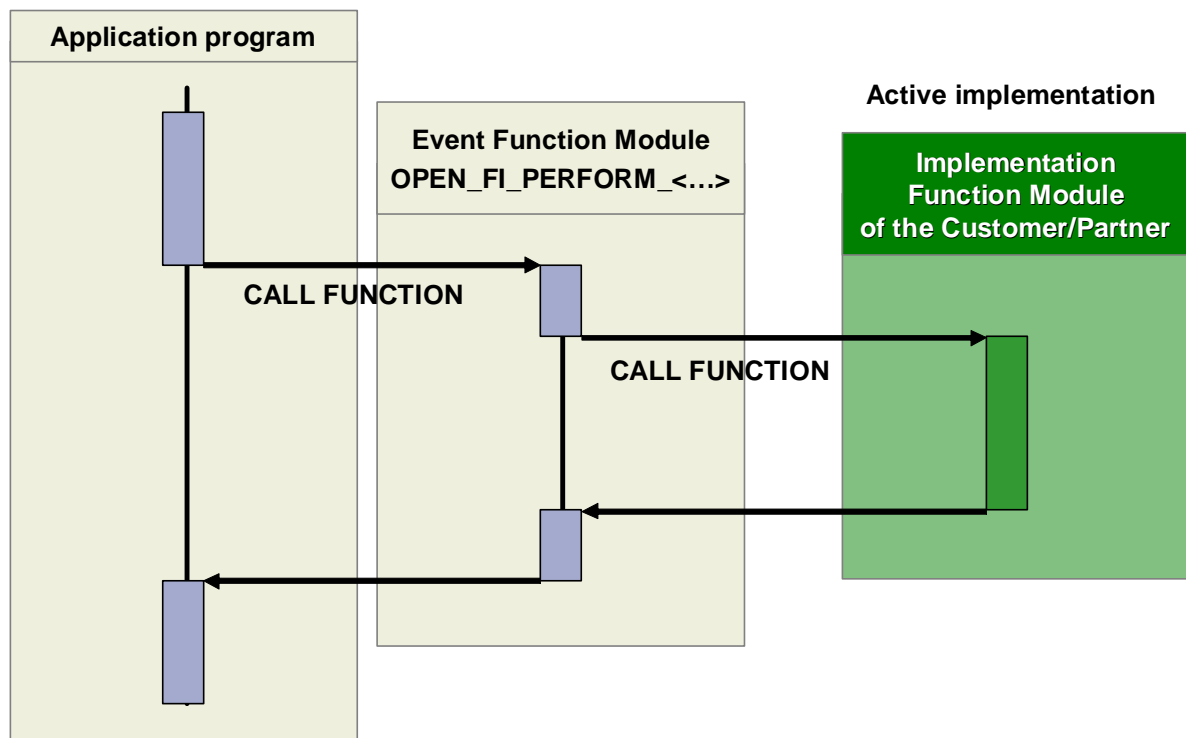 Application program
Event Function Module
OPEN_FI_PERFORM_<...>
Active implementation
Implementation
Function Module
of the Customer/Partner
CALL FUNCTION
CALL FUNCTION